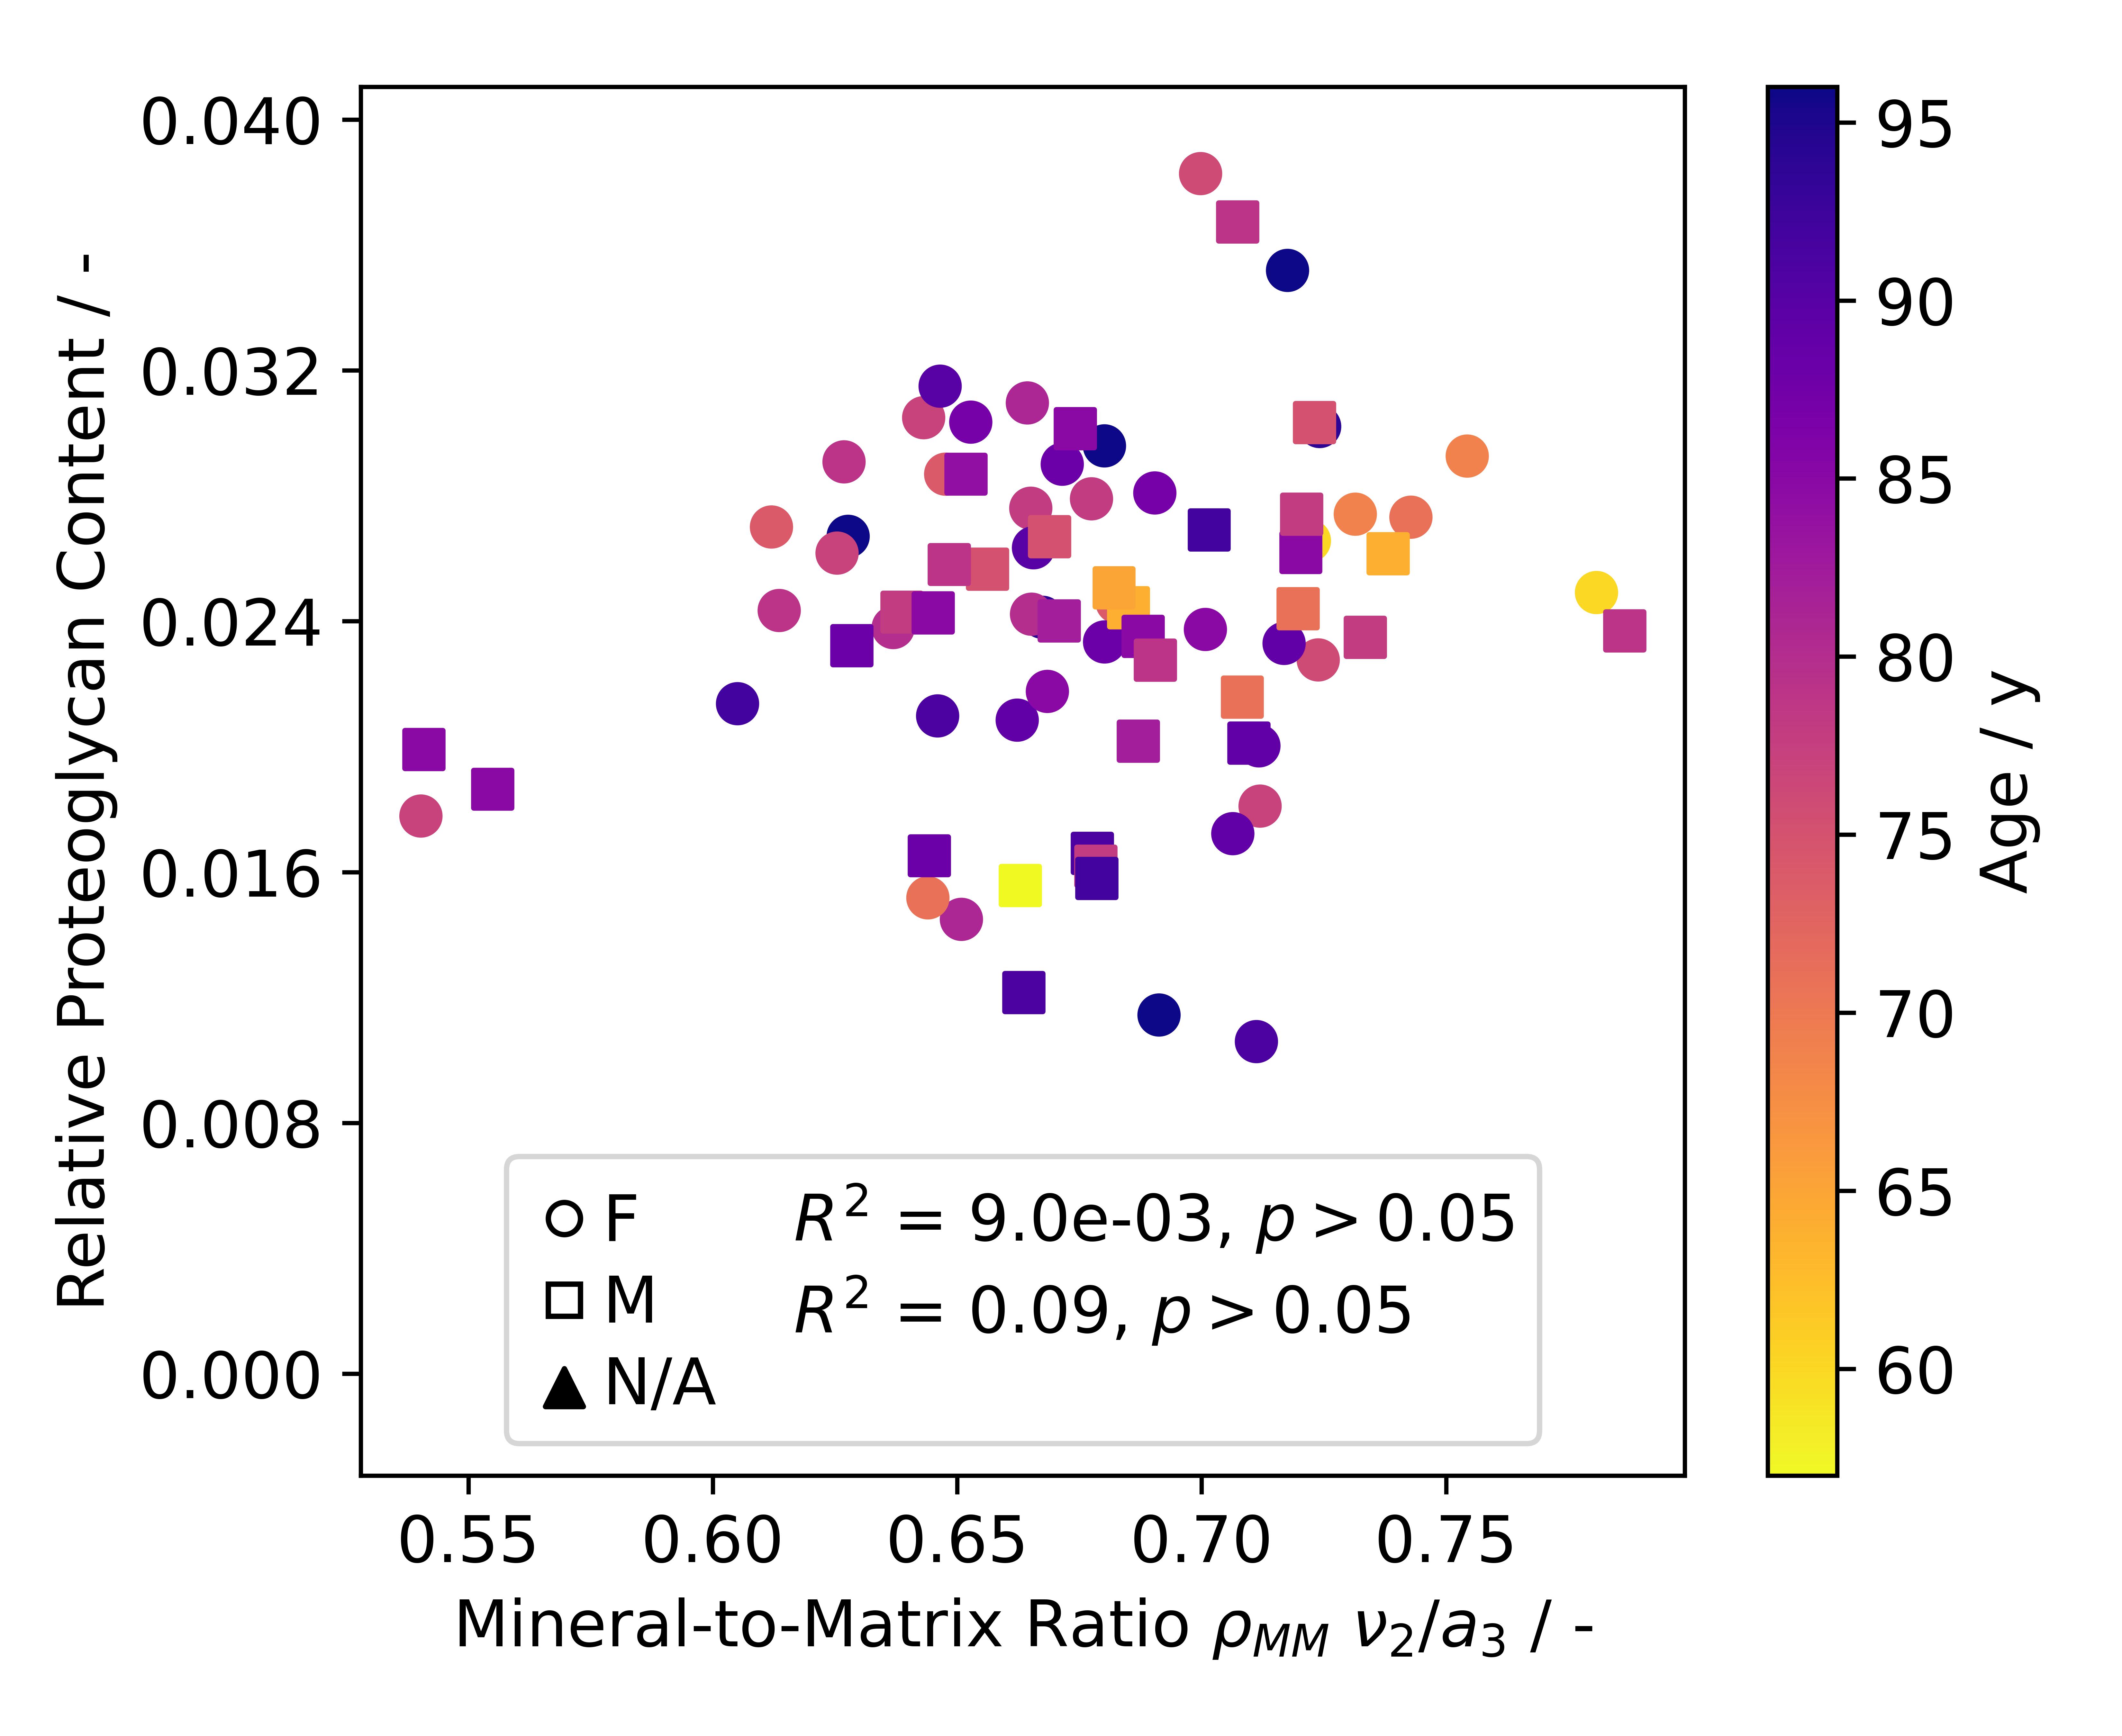 Relative Proteoglycan Content / -
0.040
0.032
0.024
0.016
0.008
0.000
F R² = 9.0e-03, p > 0.05
M R² = 0.09, p > 0.05
N/A
0.55 0.60 0.65 0.70 0.75
Mineral-to-Matrix Ratio ρ_MM ν₂/a₃ / -
95
90
85
80
75
70
65
60
Age / y